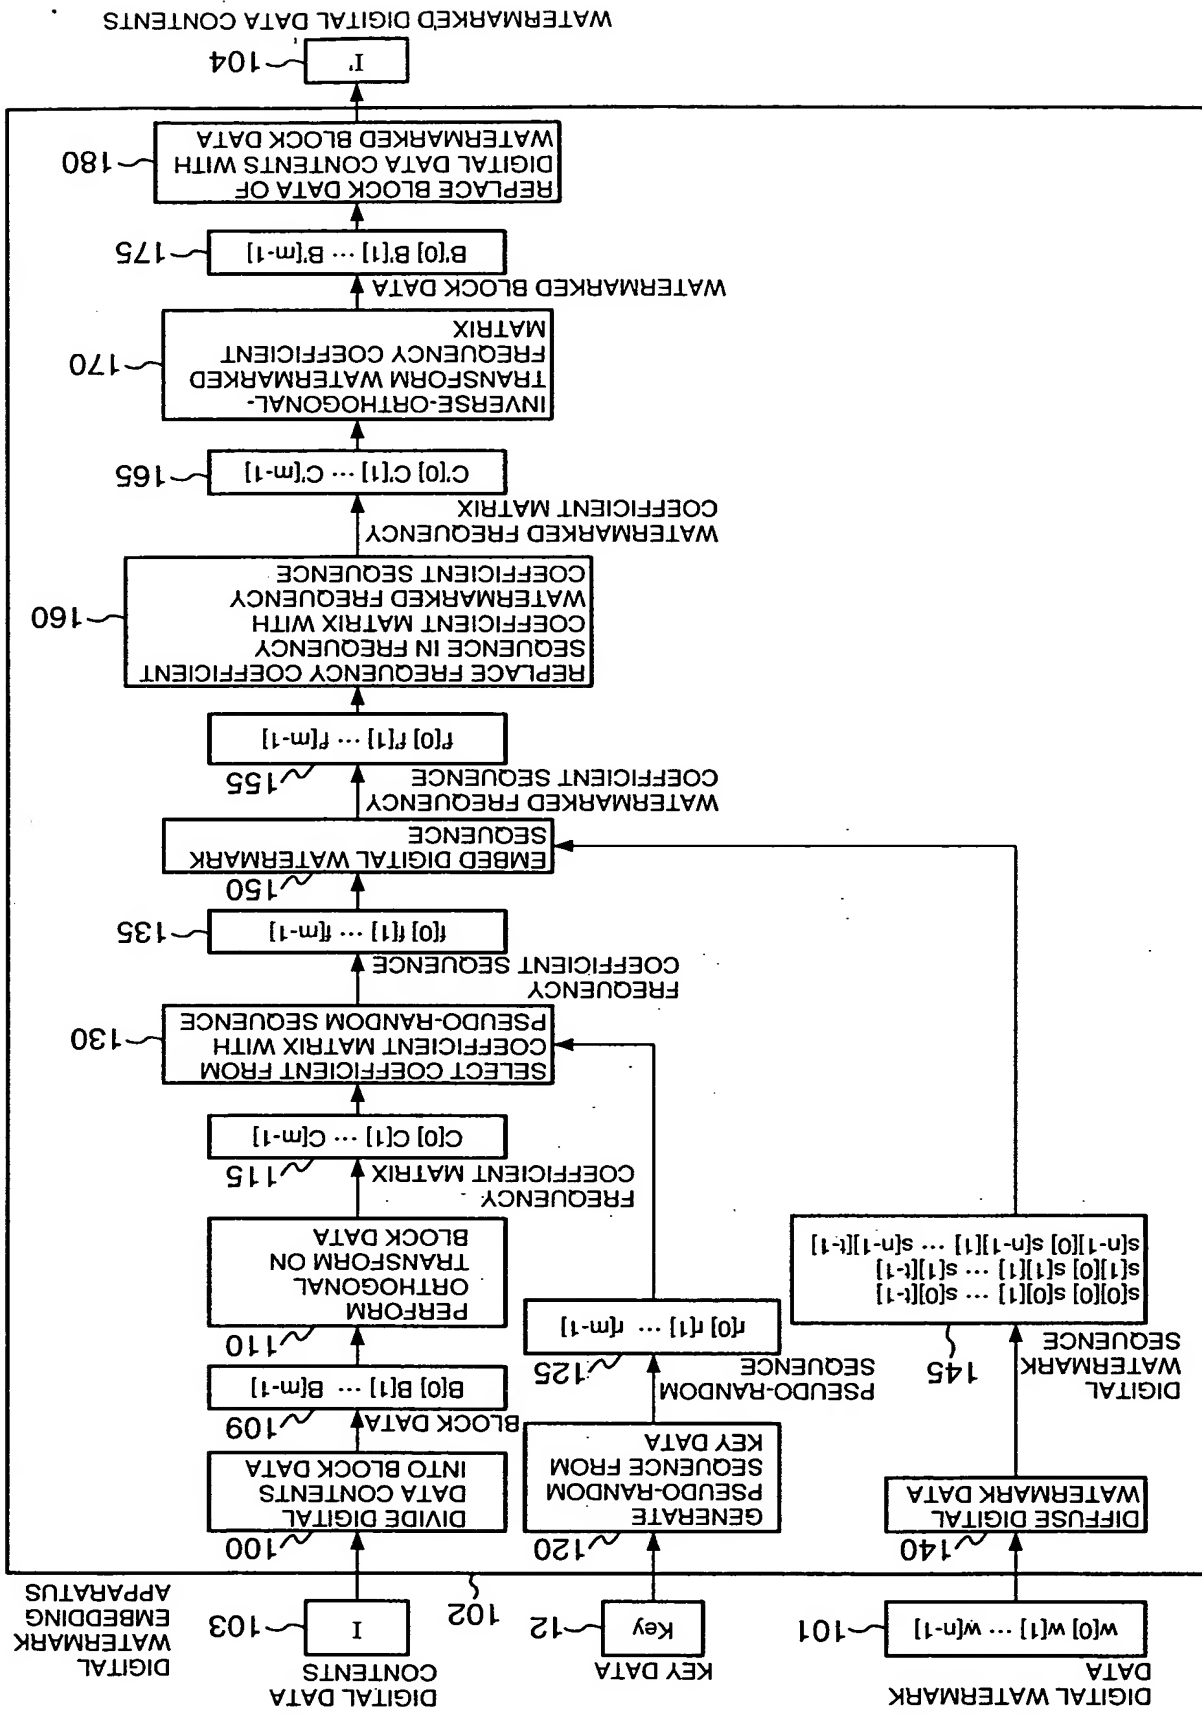 DIGITAL WATERMARK
DATA
w[0] w[1] ··· w[n-1]
101
KEY DATA
Key
12
DIGITAL DATA
CONTENTS
I
103
DIGITAL
WATERMARK
EMBEDDING
APPARATUS
102
140
DIFFUSE DIGITAL
WATERMARK DATA
120
GENERATE
PSEUDO-RANDOM
SEQUENCE FROM
KEY DATA
100
DIVIDE DIGITAL
DATA CONTENTS
INTO BLOCK DATA
DIGITAL
WATERMARK
SEQUENCE
145
s[0][0] s[0][1] ··· s[0][t-1]
s[1][0] s[1][1] ··· s[1][t-1]
s[n-1][0] s[n-1][1] ··· s[n-1][t-1]
PSEUDO-RANDOM
SEQUENCE
125
r[0] r[1] ··· r[m-1]
BLOCK DATA
109
B[0] B[1] ··· B[m-1]
110
PERFORM
ORTHOGONAL
TRANSFORM ON
BLOCK DATA
FREQUENCY
COEFFICIENT MATRIX
115
C[0] C[1] ··· C[m-1]
SELECT COEFFICIENT FROM
COEFFICIENT MATRIX WITH
PSEUDO-RANDOM SEQUENCE
130
FREQUENCY
COEFFICIENT SEQUENCE
f[0] f[1] ··· f[m-1]
135
150
EMBED DIGITAL WATERMARK
SEQUENCE
WATERMARKED FREQUENCY
COEFFICIENT SEQUENCE
155
f'[0] f'[1] ··· f'[m-1]
REPLACE FREQUENCY COEFFICIENT
SEQUENCE IN FREQUENCY
COEFFICIENT MATRIX WITH
WATERMARKED FREQUENCY
COEFFICIENT SEQUENCE
160
WATERMARKED FREQUENCY
COEFFICIENT MATRIX
C'[0] C'[1] ··· C'[m-1]
165
INVERSE-ORTHOGONAL-
TRANSFORM WATERMARKED
FREQUENCY COEFFICIENT
MATRIX
170
WATERMARKED BLOCK DATA
B'[0] B'[1] ··· B'[m-1]
175
REPLACE BLOCK DATA OF
DIGITAL DATA CONTENTS WITH
WATERMARKED BLOCK DATA
180
I'
104
WATERMARKED DIGITAL DATA CONTENTS